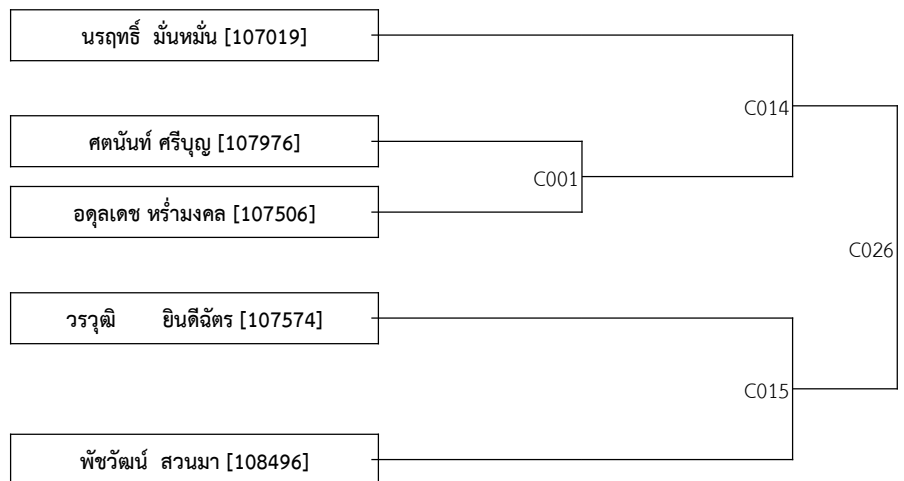 นรฤทธิ์ มั่นหมั่น [107019]
C014
ศตนันท์ ศรีบุญ [107976]
C001
อดุลเดช หร่ำมงคล [107506]
C026
วรวุฒิ ยินดีฉัตร [107574]
C015
พัชวัฒน์ สวนมา [108496]